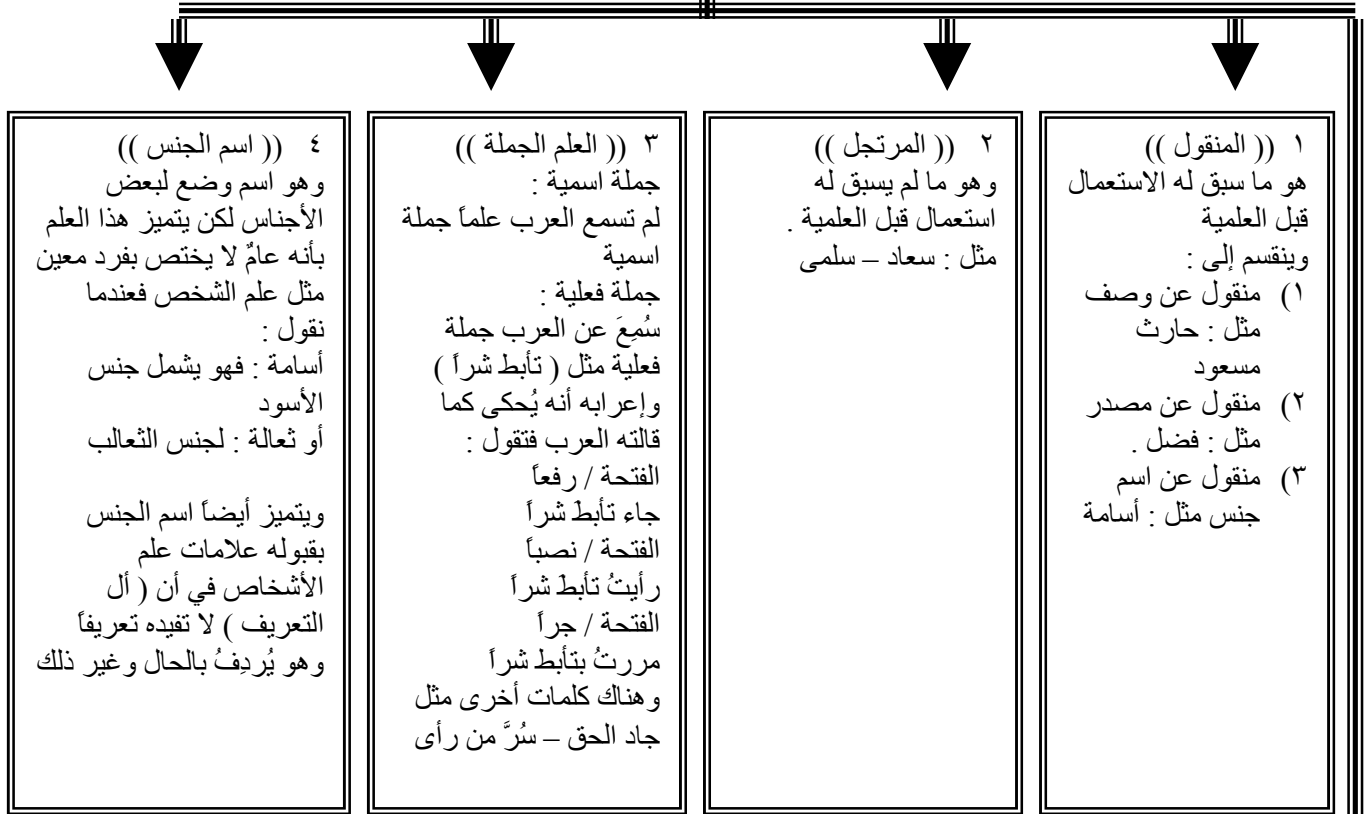 ١ (( المنقول ))
هو ما سبق له الاستعمال
قبل العلمية
وينقسم إلى :
١) منقول عن وصف
مثل : حارث
مسعود
٢) منقول عن مصدر
مثل : فضل .
٣) منقول عن اسم
جنس مثل : أسامة
٢ (( المرتجل ))
وهو ما لم يسبق له
استعمال قبل العلمية .
مثل : سعاد – سلمى
٣ (( العلم الجملة ))
جملة اسمية :
لم تسمع العرب علماً جملة
اسمية
جملة فعلية :
سُمِعَ عن العرب جملة
فعلية مثل ( تأبط شراً )
وإعرابه أنه يُحكى كما
قالته العرب فتقول :
الفتحة / رفعاً
جاء تأبطَ شراً
الفتحة / نصباً
رأيتُ تأبطَ شراً
الفتحة / جراً
مررتُ بتأبط شراً
وهناك كلمات أخرى مثل
جاد الحق – سُرَّ من رأى
٤ (( اسم الجنس ))
وهو اسم وضع لبعض
الأجناس لكن يتميز هذا العلم
بأنه عامٌ لا يختص بفرد معين
مثل علم الشخص فعندما
نقول :
أسامة : فهو يشمل جنس
الأسود
أو ثعالة : لجنس الثعالب
ويتميز أيضاً اسم الجنس
بقبوله علامات علم
الأشخاص في أن ( أل
التعريف ) لا تفيده تعريفاً
وهو يُردِفُ بالحال وغير ذلك